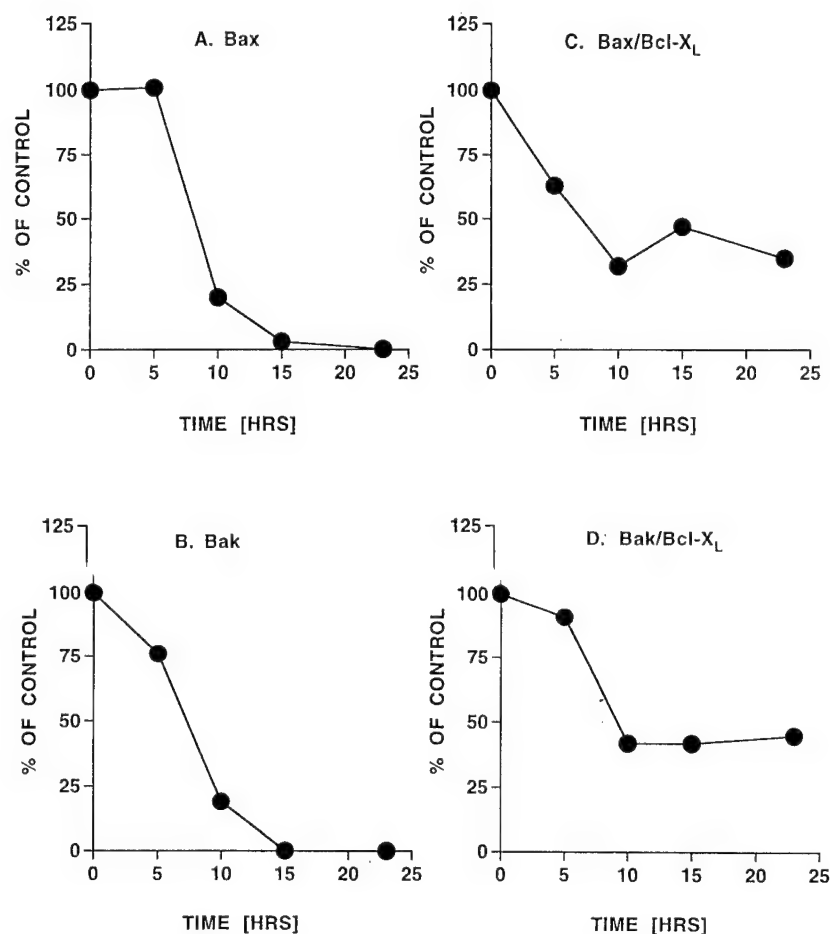 A. Bax
125
100
75
50
25
0
% OF CONTROL
0 5 10 15 20 25
TIME [HRS]
C. Bax/Bcl-XL
125
100
75
50
25
0
% OF CONTROL
0 5 10 15 20 25
TIME [HRS]
B. Bak
125
100
75
50
25
0
% OF CONTROL
0 5 10 15 20 25
TIME [HRS]
D. Bak/Bcl-XL
125
100
75
50
25
0
% OF CONTROL
0 5 10 15 20 25
TIME [HRS]